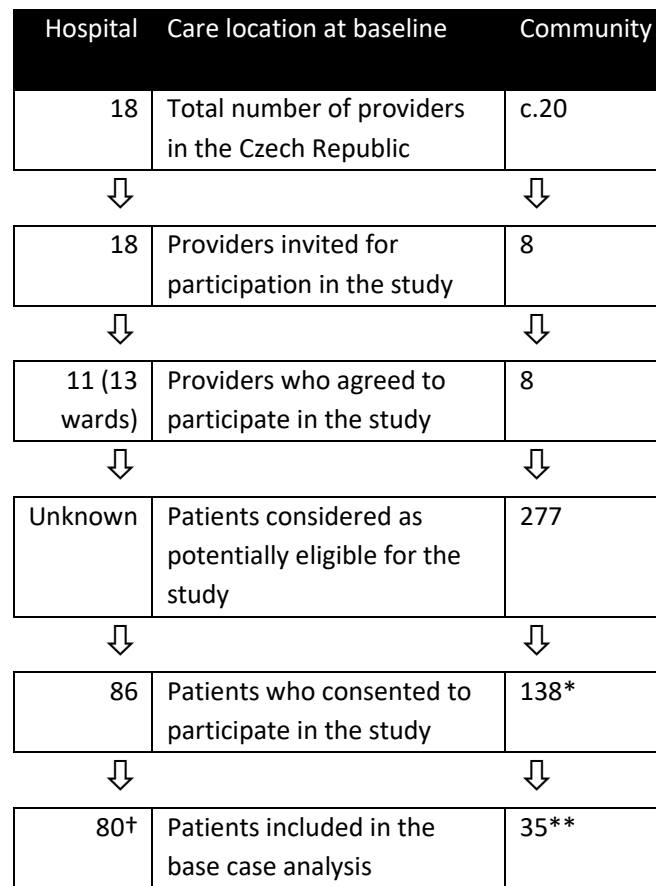 Hospital Care location at baseline Community
18 Total number of providers c.20
in the Czech Republic
⇩ ⇩
18 Providers invited for 8
participation in the study
⇩ ⇩
11 (13 Providers who agreed to 8
wards) participate in the study
⇩ ⇩
Unknown Patients considered as 277
potentially eligible for the
study
⇩ ⇩
86 Patients who consented to 138*
participate in the study
⇩ ⇩
80† Patients included in the 35**
base case analysis